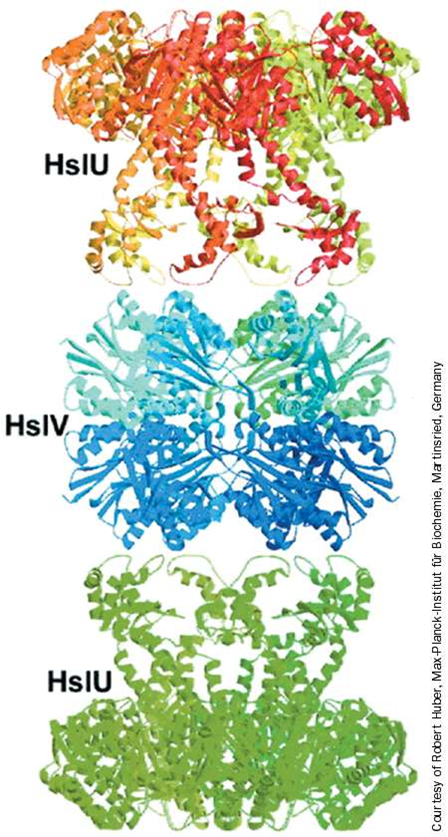 HslU
HslV
HslU
Courtesy of Robert Huber, Max-Planck-Institut für Biochemie, Martinsried, Germany